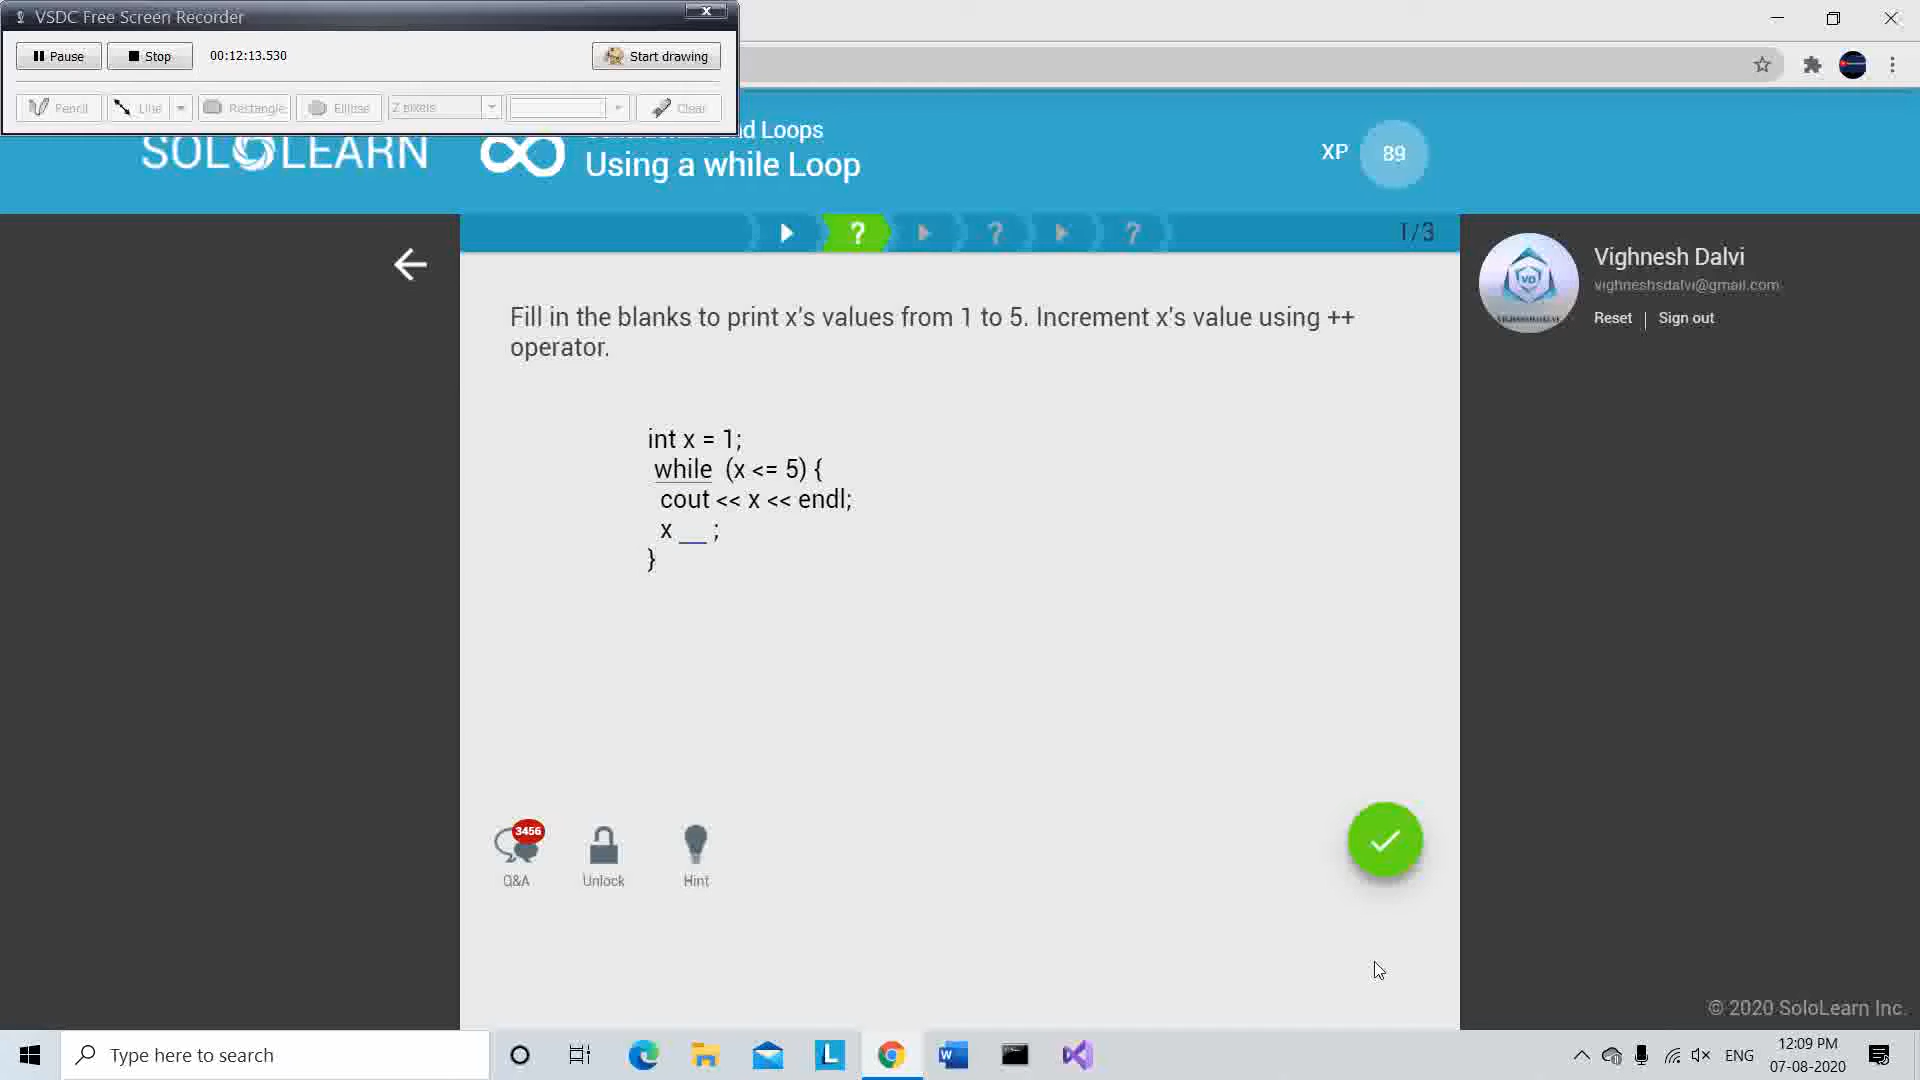 VSDC Free Screen Recorder
Pause
Stop
00:12:13.530
Start drawing
Pencil
Line
Rectangle
Ellipse
2 pixels
Clear
SOLOLEARN
Loops
Using a while Loop
XP
89
1/3
Vighnesh Dalvi
vighneshsdalvi@gmail.com
Reset | Sign out
Fill in the blanks to print x's values from 1 to 5. Increment x's value using ++
operator.
int x = 1;
while (x <= 5) {
cout << x << endl;
x __ ;
}
3456
Q&A
Unlock
Hint
© 2020 SoloLearn Inc.
Type here to search
ENG
12:09 PM
07-08-2020